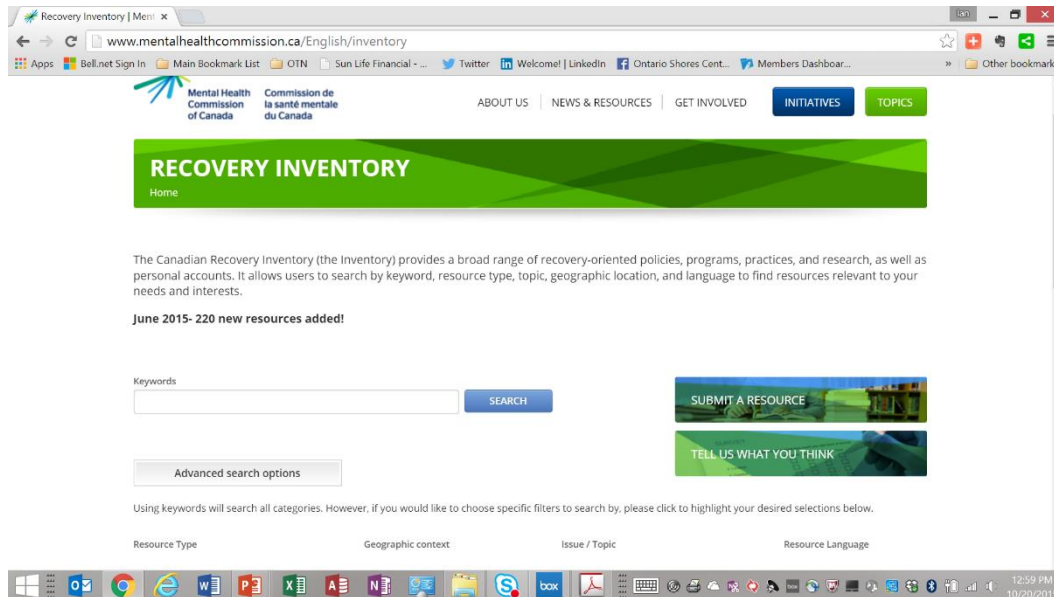 Recovery Inventory | Ment ×
Ian
www.mentalhealthcommission.ca/English/inventory
Apps Bell.net Sign In Main Bookmark List OTN Sun Life Financial - ... Twitter Welcome! | LinkedIn Ontario Shores Cent... Members Dashboar... » Other bookmark
Mental Health Commission of Canada
Commission de la santé mentale du Canada
ABOUT US NEWS & RESOURCES GET INVOLVED INITIATIVES TOPICS
RECOVERY INVENTORY
Home
The Canadian Recovery Inventory (the Inventory) provides a broad range of recovery-oriented policies, programs, practices, and research, as well as
personal accounts. It allows users to search by keyword, resource type, topic, geographic location, and language to find resources relevant to your
needs and interests.
June 2015- 220 new resources added!
Keywords
SEARCH
SUBMIT A RESOURCE
TELL US WHAT YOU THINK
Advanced search options
Using keywords will search all categories. However, if you would like to choose specific filters to search by, please click to highlight your desired selections below.
Resource Type Geographic context Issue / Topic Resource Language
box
12:59 PM
10/20/201